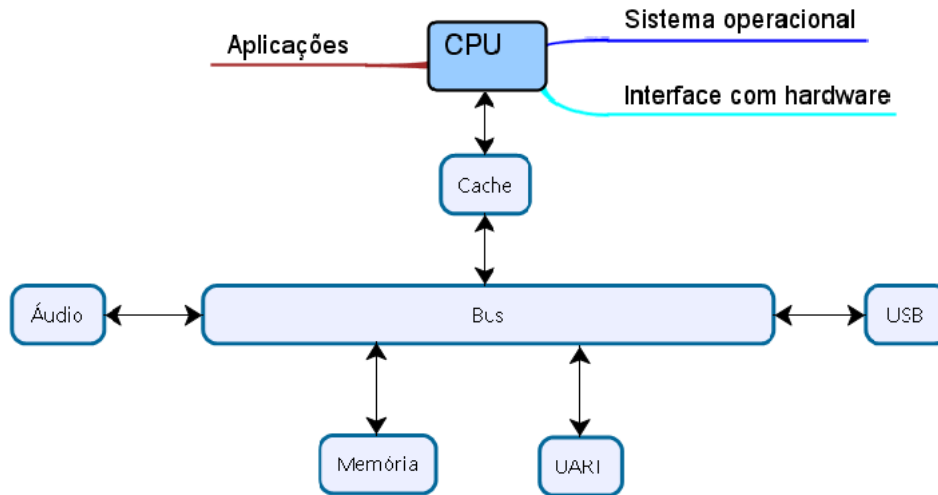 Sistema operacional
Aplicações
CPU
Interface com hardware
Cache
Áudio
Bus
USB
Memória
UART